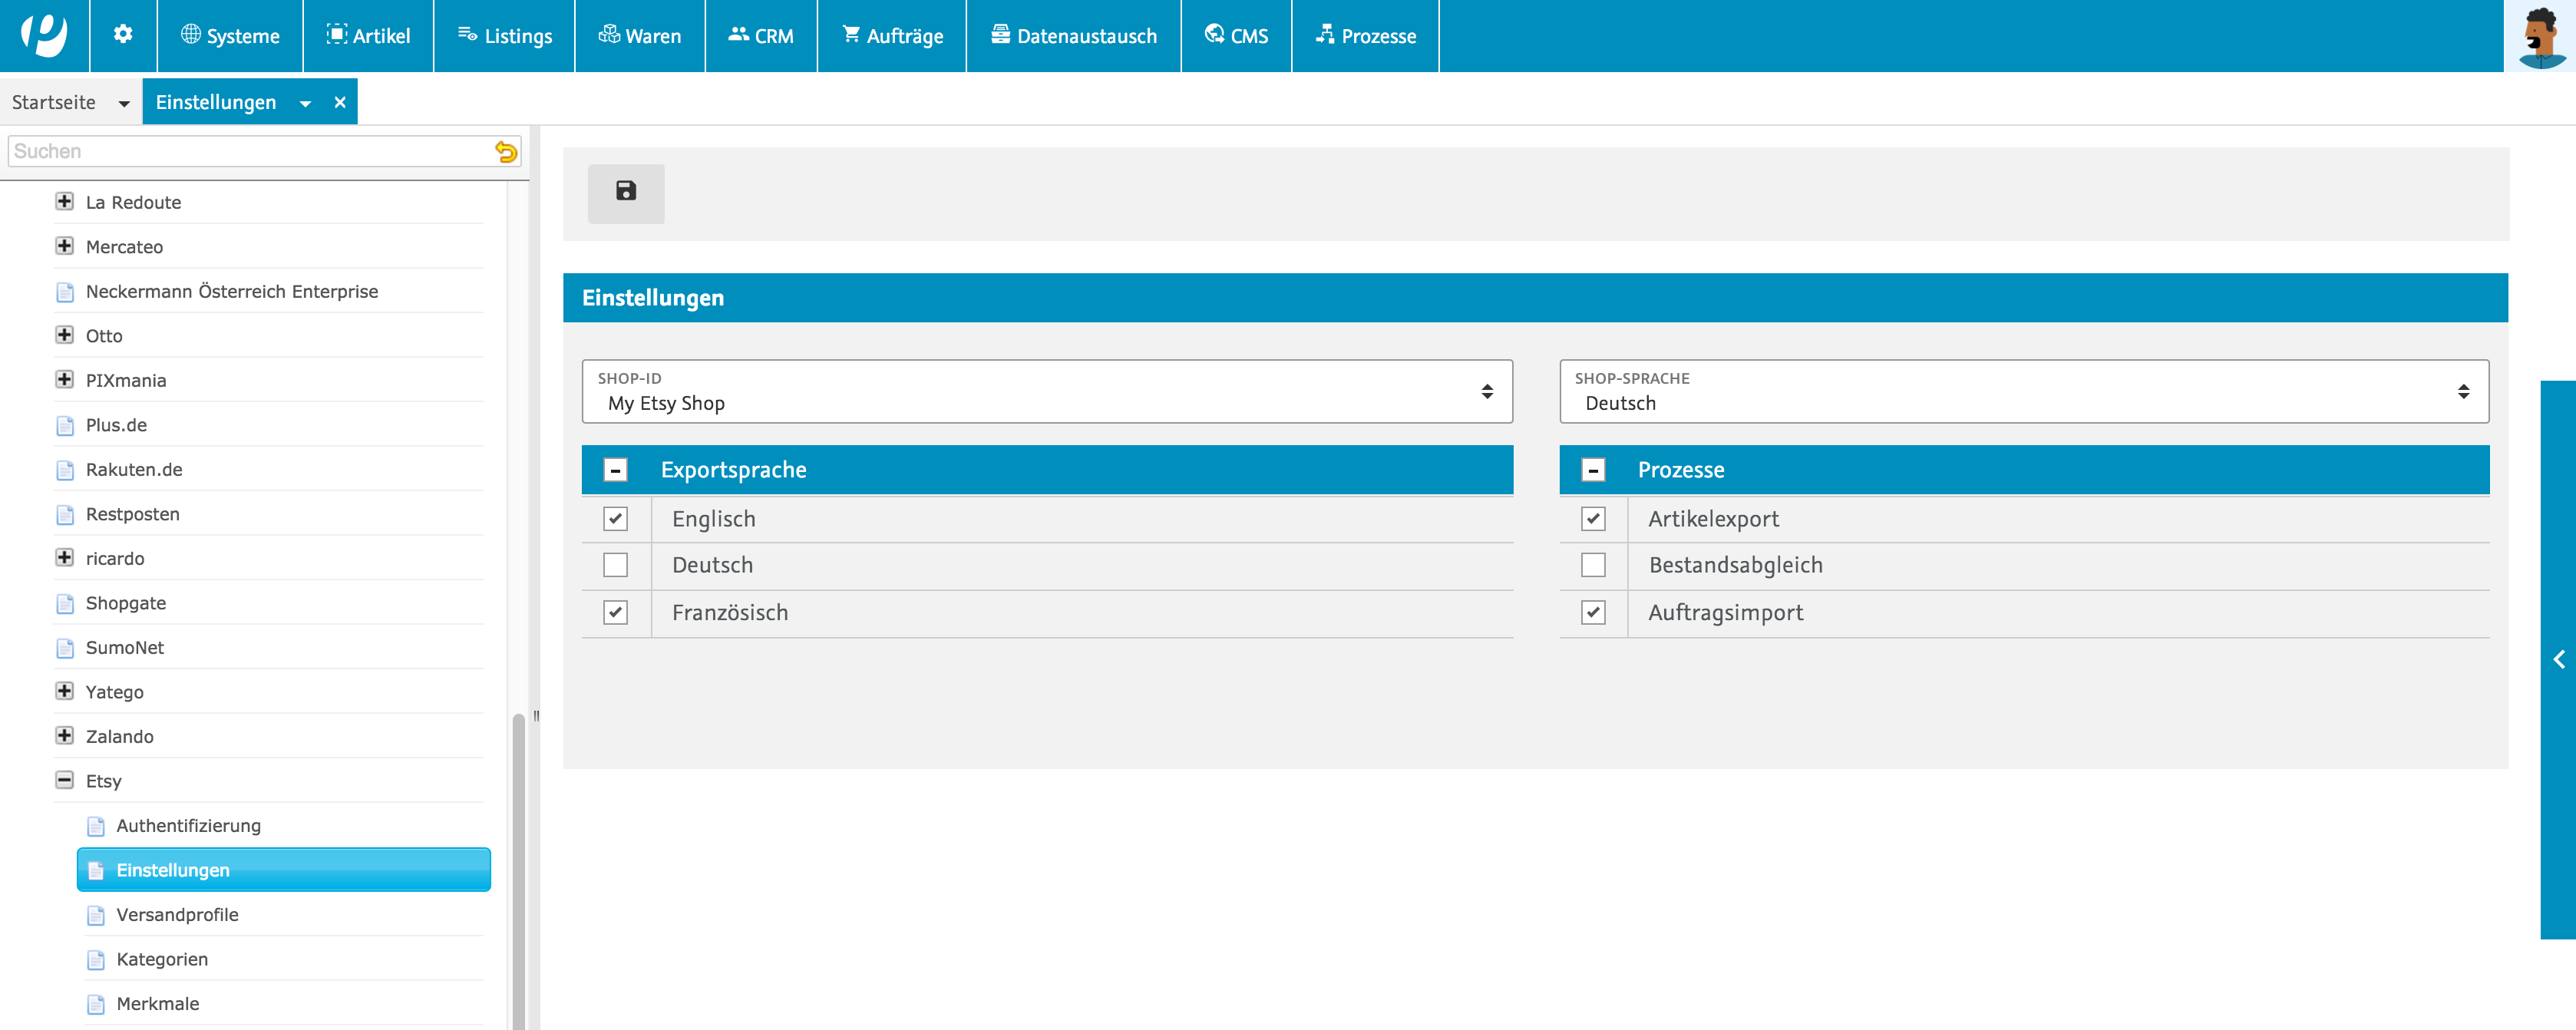 Systeme
Artikel
Listings
Waren
CRM
Aufträge
Datenaustausch
CMS
Prozesse
Startseite
Einstellungen
Suchen
La Redoute
Mercateo
Neckermann Österreich Enterprise
Otto
PIXmania
Plus.de
Rakuten.de
Restposten
ricardo
Shopgate
SumoNet
Yatego
Zalando
Etsy
Authentifizierung
Einstellungen
Versandprofile
Kategorien
Merkmale
Einstellungen
SHOP-ID
My Etsy Shop
SHOP-SPRACHE
Deutsch
Exportsprache
Englisch
Deutsch
Französisch
Prozesse
Artikelexport
Bestandsabgleich
Auftragsimport